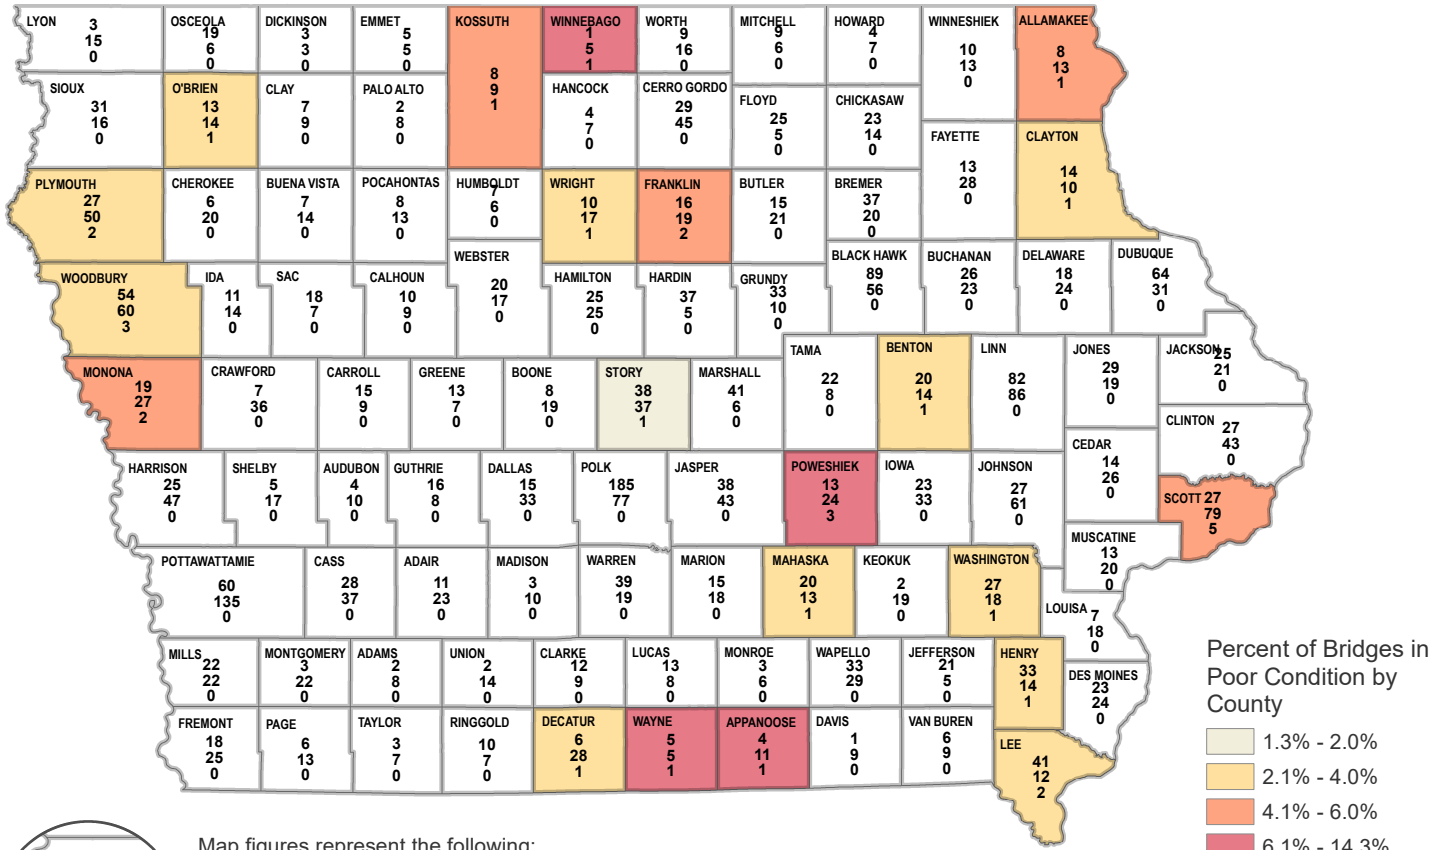 LYON
3
15
0
OSCEOLA
19
6
0
DICKINSON
3
3
0
EMMET
5
5
0
KOSSUTH
8
9
1
WINNEBAGO
1
5
1
WORTH
9
16
0
MITCHELL
9
6
0
HOWARD
4
7
0
WINNESHIEK
10
13
0
ALLAMAKEE
8
13
1
SIOUX
31
16
0
O'BRIEN
13
14
1
CLAY
7
9
0
PALO ALTO
2
8
0
HANCOCK
4
7
0
CERRO GORDO
29
45
0
FLOYD
25
5
0
CHICKASAW
23
14
0
FAYETTE
13
28
0
CLAYTON
14
10
1
PLYMOUTH
27
50
2
CHEROKEE
6
20
0
BUENA VISTA
7
14
0
POCAHONTAS
8
13
0
HUMBOLDT
7
6
0
WRIGHT
10
17
1
FRANKLIN
16
19
2
BUTLER
15
21
0
BREMER
37
20
0
WOODBURY
54
60
3
IDA
11
14
0
SAC
18
7
0
CALHOUN
10
9
0
WEBSTER
20
17
0
HAMILTON
25
25
0
HARDIN
37
5
0
GRUNDY
33
10
0
BLACK HAWK
89
56
0
BUCHANAN
26
23
0
DELAWARE
18
24
0
DUBUQUE
64
31
0
MONONA
19
27
2
CRAWFORD
7
36
0
CARROLL
15
9
0
GREENE
13
7
0
BOONE
8
19
0
STORY
38
37
1
MARSHALL
41
6
0
TAMA
22
8
0
BENTON
20
14
1
LINN
82
86
0
JONES
29
19
0
JACKSON
25
21
0
CLINTON
27
43
0
CEDAR
14
26
0
HARRISON
25
47
0
SHELBY
5
17
0
AUDUBON
4
10
0
GUTHRIE
16
8
0
DALLAS
15
33
0
POLK
185
77
0
JASPER
38
43
0
POWESHIEK
13
24
3
IOWA
23
33
0
JOHNSON
27
61
0
SCOTT 27
79
5
MUSCATINE
13
20
0
POTTAWATTAMIE
60
135
0
CASS
28
37
0
ADAIR
11
23
0
MADISON
3
10
0
WARREN
39
19
0
MARION
15
18
0
MAHASKA
20
13
1
KEOKUK
2
19
0
WASHINGTON
27
18
1
LOUISA 7
18
0
MILLS
22
22
0
MONTGOMERY
3
22
0
ADAMS
2
8
0
UNION
2
14
0
CLARKE
12
9
0
LUCAS
13
8
0
MONROE
3
6
0
WAPELLO
33
29
0
JEFFERSON
21
5
0
HENRY
33
14
1
DES MOINES
23
24
0
FREMONT
18
25
0
PAGE
6
13
0
TAYLOR
3
7
0
RINGGOLD
10
7
0
DECATUR
6
28
1
WAYNE
5
5
1
APPANOOSE
4
11
1
DAVIS
1
9
0
VAN BUREN
6
9
0
LEE
41
12
2
Percent of Bridges in
Poor Condition by
County
1.3% - 2.0%
2.1% - 4.0%
4.1% - 6.0%
6.1% - 14.3%
Map figures represent the following: